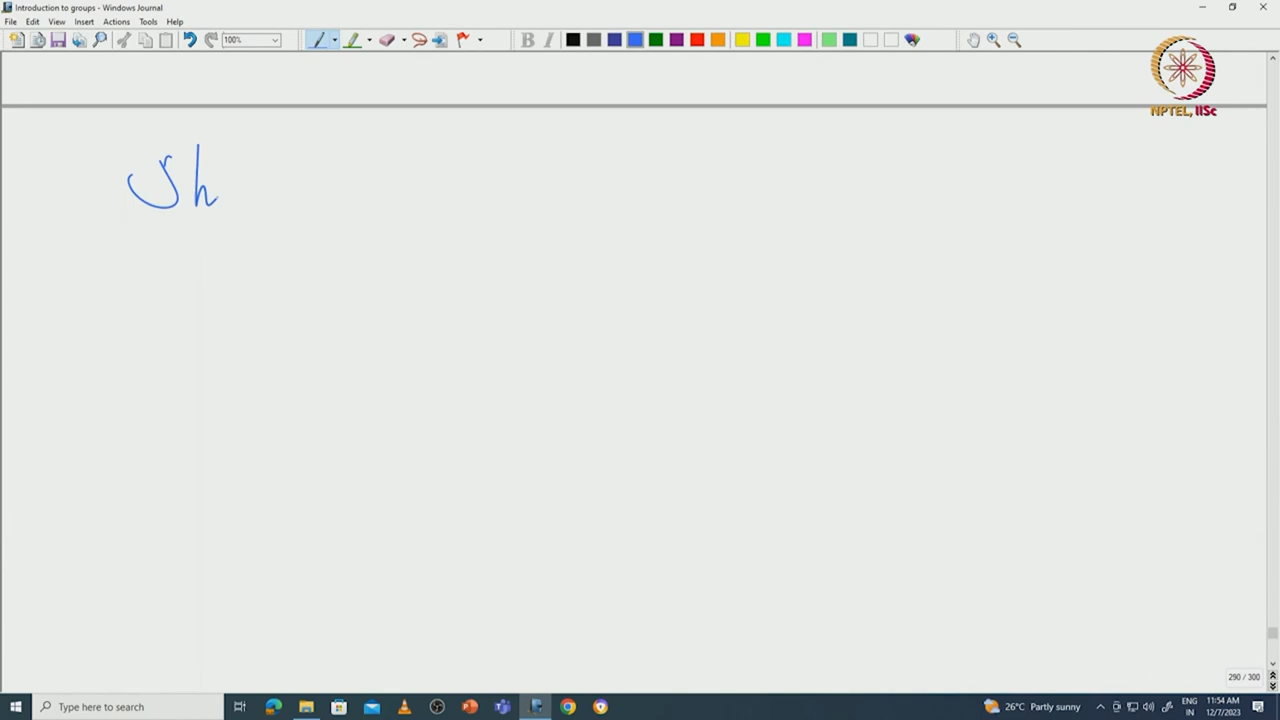 Introduction to groups - Windows Journal
File Edit View Insert Actions Tools Help
100% B I
NPTEL, IISc
Sh
290 / 300
Type here to search 26°C Partly sunny ENG IN 11:54 AM 12/7/2023